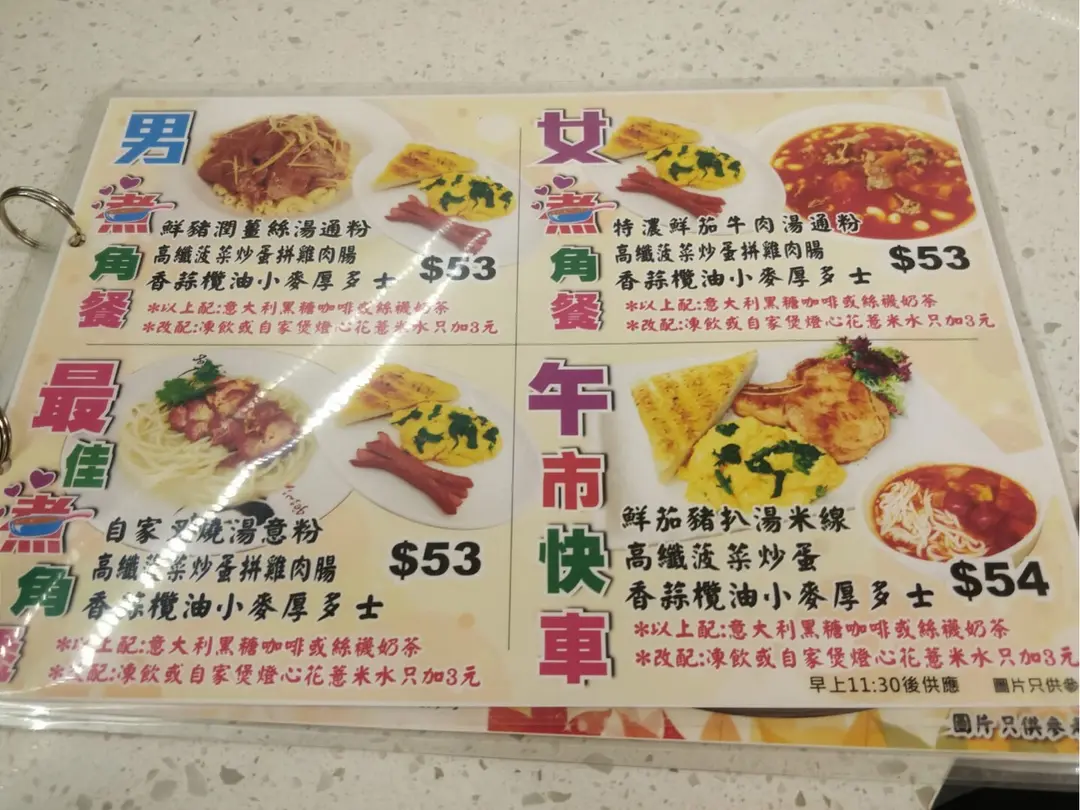 男煮角餐
鮮豬潤薑絲湯通粉
高纖菠菜炒蛋拼雞肉腸
香蒜欖油小麥厚多士
$53
*以上配:意大利黑糖咖啡或絲襪奶茶
*改配:凍飲或自家煲燈心花薏米水只加3元
女煮角餐
特濃鮮茄牛肉湯通粉
高纖菠菜炒蛋拼雞肉腸
香蒜欖油小麥厚多士
$53
*以上配:意大利黑糖咖啡或絲襪奶茶
*改配:凍飲或自家煲燈心花薏米水只加3元
最佳煮角餐
自家叉燒湯意粉
高纖菠菜炒蛋拼雞肉腸
香蒜欖油小麥厚多士
$53
*以上配:意大利黑糖咖啡或絲襪奶茶
*改配:凍飲或自家煲燈心花薏米水只加3元
午市快車
鮮茄豬扒湯米線
高纖菠菜炒蛋
香蒜欖油小麥厚多士
$54
*以上配:意大利黑糖咖啡或絲襪奶茶
*改配:凍飲或自家煲燈心花薏米水只加3元
早上11:30後供應
圖片只供參
圖片只供參考